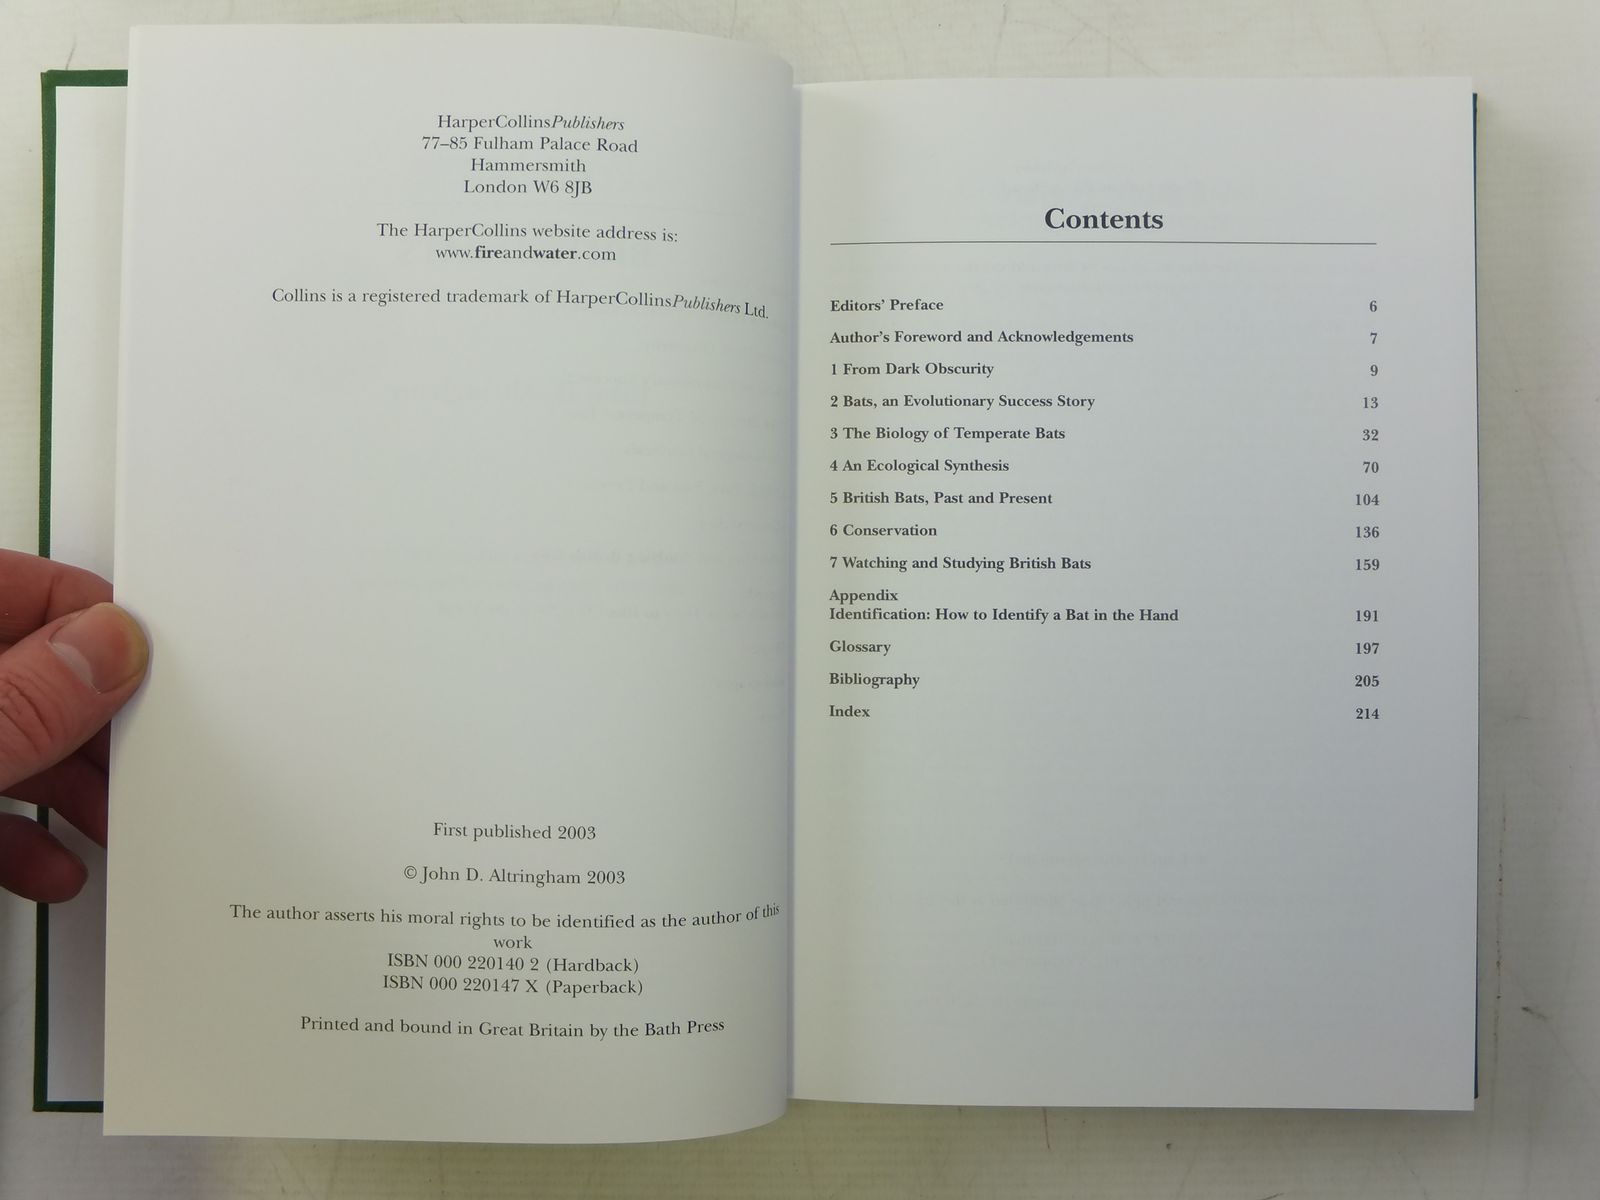 HarperCollinsPublishers
77–85 Fulham Palace Road
Hammersmith
London W6 8JB
The HarperCollins website address is:
www.fireandwater.com
Collins is a registered trademark of HarperCollinsPublishers Ltd.
First published 2003
© John D. Altringham 2003
The author asserts his moral rights to be identified as the author of this
work
ISBN 000 220140 2 (Hardback)
ISBN 000 220147 X (Paperback)
Printed and bound in Great Britain by the Bath Press
Contents
Editors' Preface 6
Author's Foreword and Acknowledgements 7
1 From Dark Obscurity 9
2 Bats, an Evolutionary Success Story 13
3 The Biology of Temperate Bats 32
4 An Ecological Synthesis 70
5 British Bats, Past and Present 104
6 Conservation 136
7 Watching and Studying British Bats 159
Appendix
Identification: How to Identify a Bat in the Hand 191
Glossary 197
Bibliography 205
Index 214